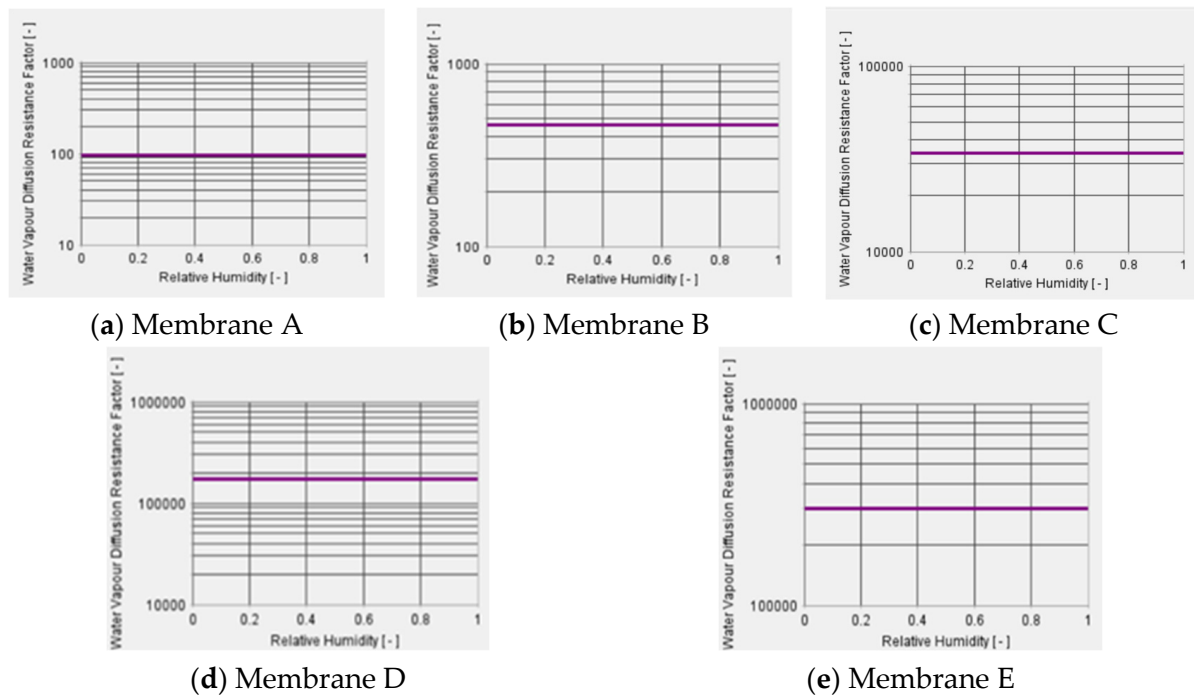 Water Vapour Diffusion Resistance Factor [ - ]
1000
100
10
0 0.2 0.4 0.6 0.8 1
Relative Humidity [ - ]
(a) Membrane A
Water Vapour Diffusion Resistance Factor [ - ]
1000
100
0 0.2 0.4 0.6 0.8 1
Relative Humidity [ - ]
(b) Membrane B
Water Vapour Diffusion Resistance Factor [ - ]
100000
10000
0 0.2 0.4 0.6 0.8 1
Relative Humidity [ - ]
(c) Membrane C
Water Vapour Diffusion Resistance Factor [ - ]
1000000
100000
10000
0 0.2 0.4 0.6 0.8 1
Relative Humidity [ - ]
(d) Membrane D
Water Vapour Diffusion Resistance Factor [ - ]
1000000
100000
0 0.2 0.4 0.6 0.8 1
Relative Humidity [ - ]
(e) Membrane E